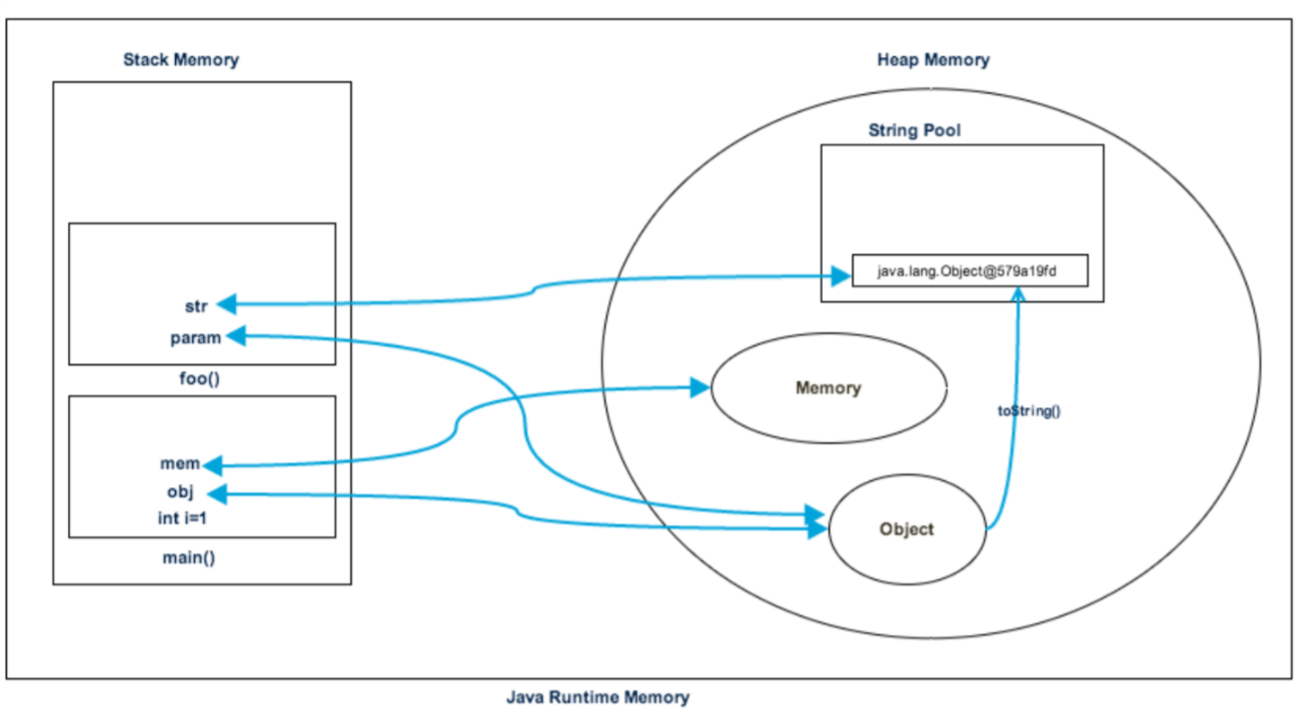 Stack Memory
Heap Memory
String Pool
java.lang.Object@579a19fd
str
param
foo()
Memory
toString()
mem
obj
int i=1
main()
Object
Java Runtime Memory